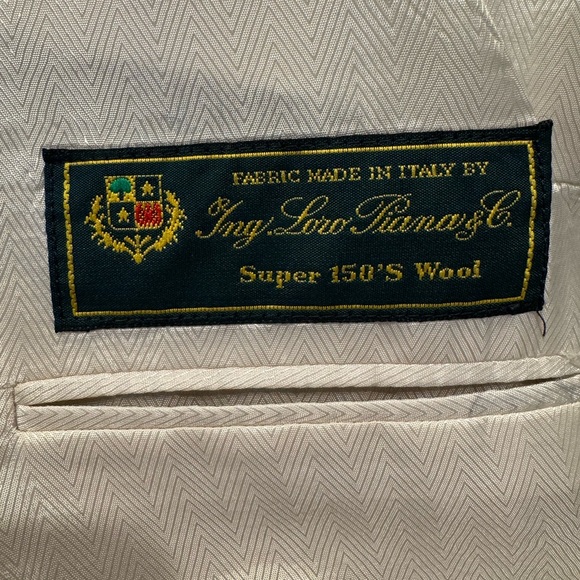 FABRIC MADE IN ITALY BY
Ing. Loro Piana & C.
Super 150'S Wool